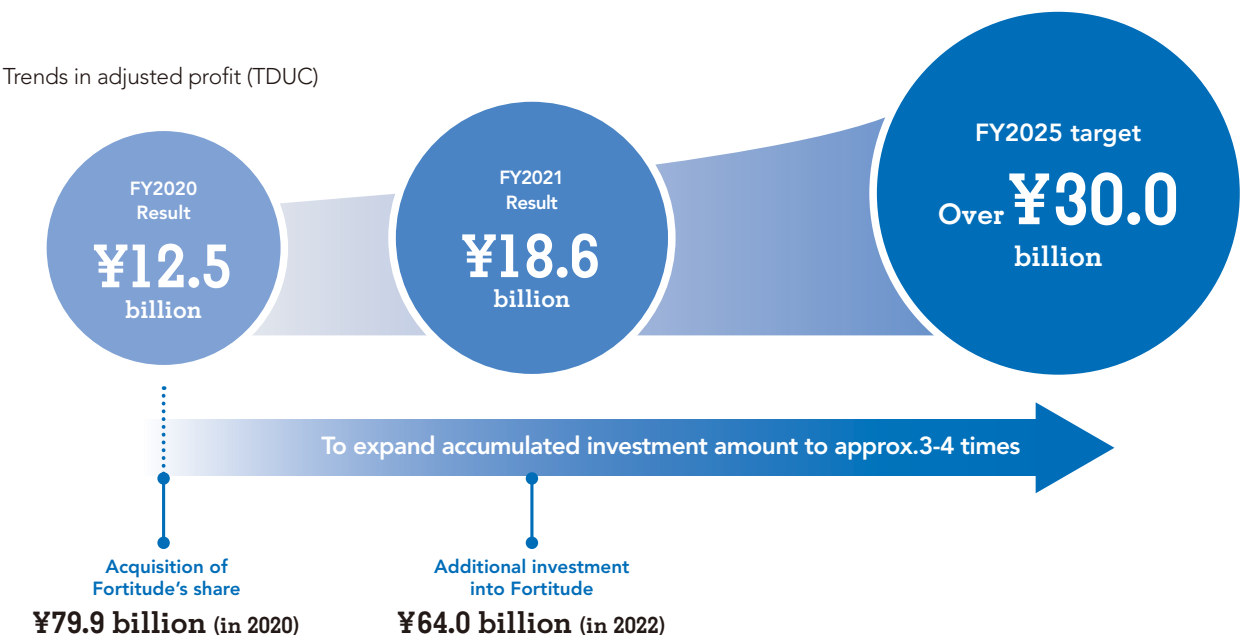 Trends in adjusted profit (TDUC)
FY2020
Result
¥12.5
billion
FY2021
Result
¥18.6
billion
FY2025 target
Over ¥30.0
billion
To expand accumulated investment amount to approx.3-4 times
Acquisition of
Fortitude's share
¥79.9 billion (in 2020)
Additional investment
into Fortitude
¥64.0 billion (in 2022)